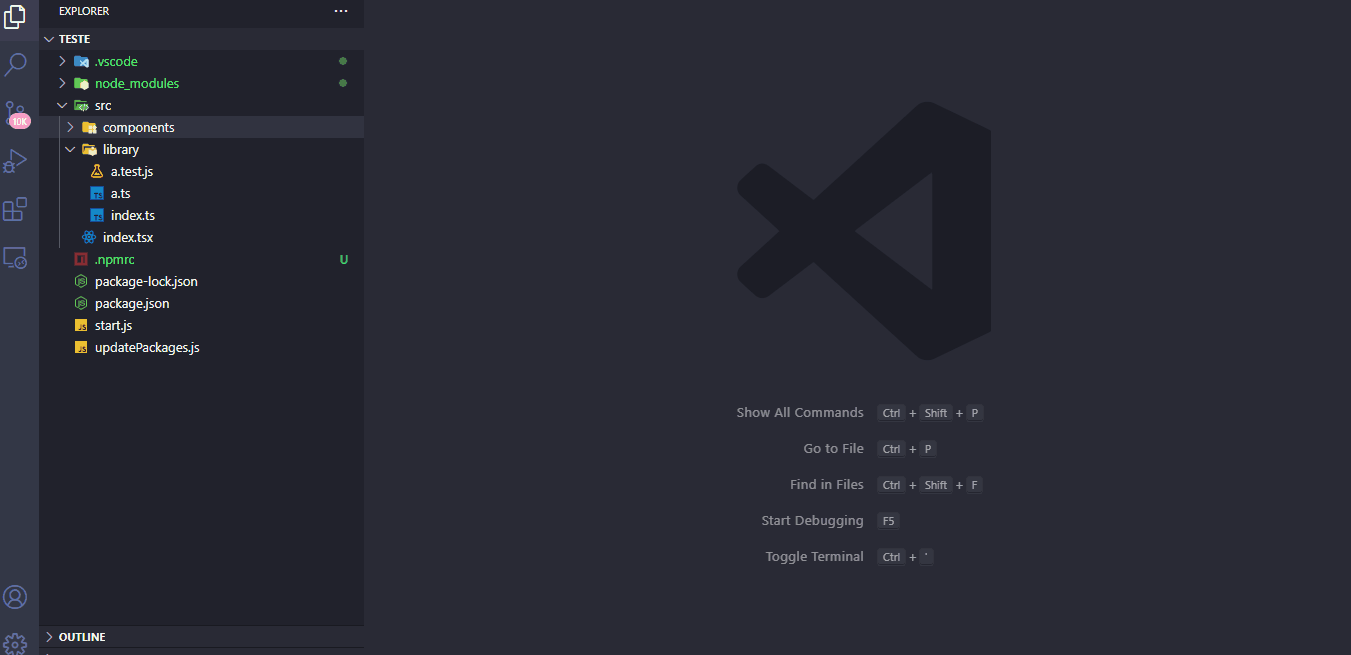 EXPLORER
TESTE
.vscode
node_modules
src
components
library
a.test.js
a.ts
index.ts
index.tsx
.npmrc U
package-lock.json
package.json
start.js
updatePackages.js
OUTLINE
10K
Show All Commands Ctrl + Shift + P
Go to File Ctrl + P
Find in Files Ctrl + Shift + F
Start Debugging F5
Toggle Terminal Ctrl + `